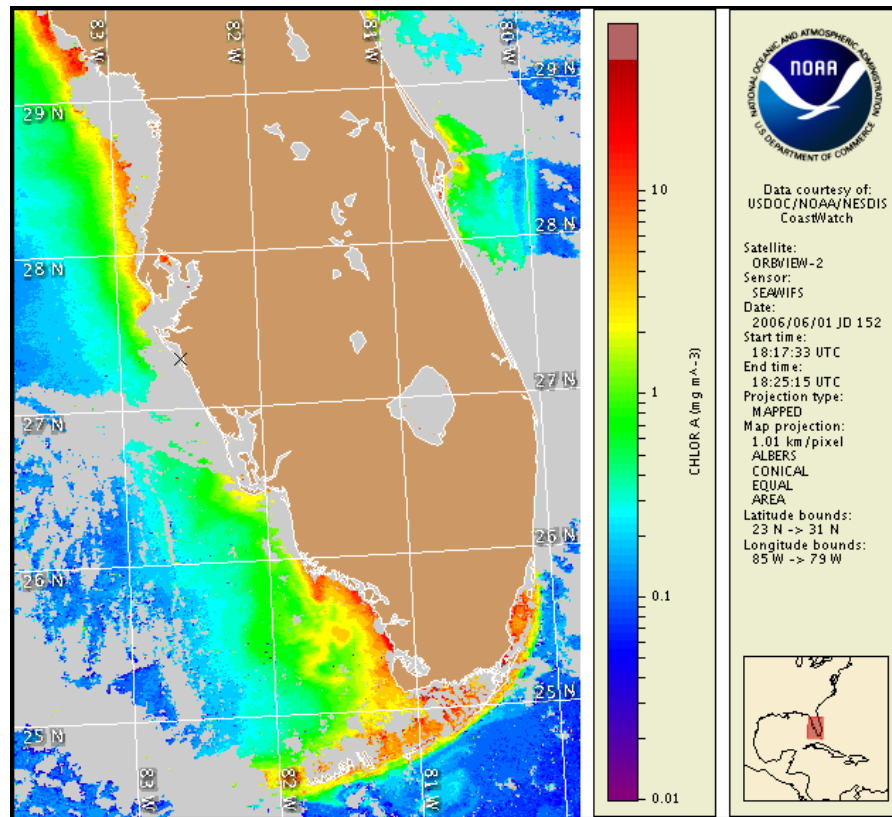 83 W
82 W
81 W
80 W
29 N
29 N
28 N
28 N
27 N
27 N
26 N
26 N
25 N
25 N
83 W
82 W
81 W
10
1
0.1
0.01
CHLOR A (mg m^-3)
NATIONAL OCEANIC AND ATMOSPHERIC ADMINISTRATION
NOAA
U.S. DEPARTMENT OF COMMERCE
Data courtesy of:
USDOC/NOAA/NESDIS
CoastWatch
Satellite:
ORBVIEW-2
Sensor:
SEAWIFS
Date:
2006/06/01 JD 152
Start time:
18:17:33 UTC
End time:
18:25:15 UTC
Projection type:
MAPPED
Map projection:
1.01 km/pixel
ALBERS
CONICAL
EQUAL
AREA
Latitude bounds:
23 N -> 31 N
Longitude bounds:
85 W -> 79 W